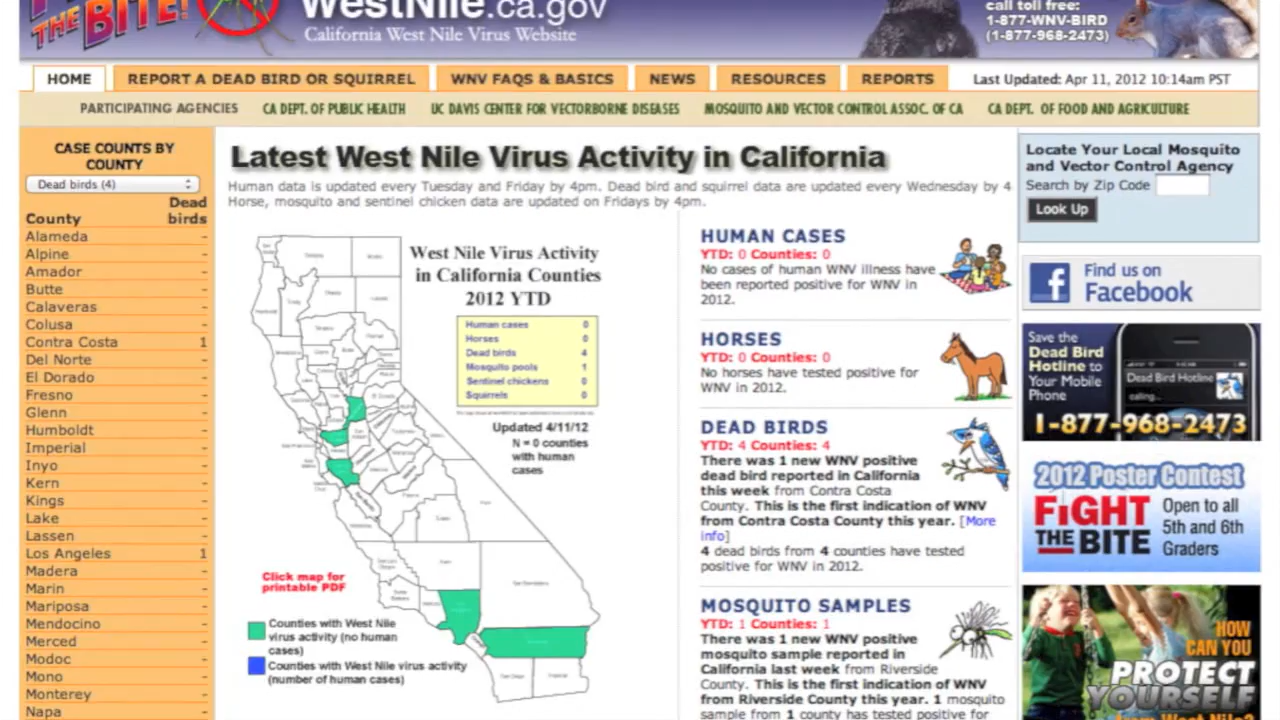 THE BITE!
WestNile.ca.gov
California West Nile Virus Website
call toll free:
1-877-WNV-BIRD
(1-877-968-2473)
HOME
REPORT A DEAD BIRD OR SQUIRREL
WNV FAQS & BASICS
NEWS
RESOURCES
REPORTS
Last Updated: Apr 11, 2012 10:14am PST
PARTICIPATING AGENCIES
CA DEPT. OF PUBLIC HEALTH
UC DAVIS CENTER FOR VECTORBORNE DISEASES
MOSQUITO AND VECTOR CONTROL ASSOC. OF CA
CA DEPT. OF FOOD AND AGRICULTURE
CASE COUNTS BY
COUNTY
Dead birds (4)
Dead
County birds
Alameda -
Alpine -
Amador -
Butte -
Calaveras -
Colusa -
Contra Costa 1
Del Norte -
El Dorado -
Fresno -
Glenn -
Humboldt -
Imperial -
Inyo -
Kern -
Kings -
Lake -
Lassen -
Los Angeles 1
Madera -
Marin -
Mariposa -
Mendocino -
Merced -
Modoc -
Mono -
Monterey -
Napa -
Latest West Nile Virus Activity in California
Human data is updated every Tuesday and Friday by 4pm. Dead bird and squirrel data are updated every Wednesday by 4
Horse, mosquito and sentinel chicken data are updated on Fridays by 4pm.
West Nile Virus Activity
in California Counties
2012 YTD
Human cases 0
Horses 0
Dead birds 4
Mosquito pools 1
Sentinel chickens 0
Squirrels 0
Updated 4/11/12
N = 0 counties
with human
cases
Click map for
printable PDF
Counties with West Nile
virus activity (no human
cases)
Counties with West Nile virus activity
(number of human cases)
HUMAN CASES
YTD: 0 Counties: 0
No cases of human WNV illness have
been reported positive for WNV in
2012.
HORSES
YTD: 0 Counties: 0
No horses have tested positive for
WNV in 2012.
DEAD BIRDS
YTD: 4 Counties: 4
There was 1 new WNV positive
dead bird reported in California
this week from Contra Costa
County. This is the first indication of WNV
from Contra Costa County this year. [More
info]
4 dead birds from 4 counties have tested
positive for WNV in 2012.
MOSQUITO SAMPLES
YTD: 1 Counties: 1
There was 1 new WNV positive
mosquito sample reported in
California last week from Riverside
County. This is the first indication of WNV
from Riverside County this year. 1 mosquito
sample from 1 county has tested positive for
Locate Your Local Mosquito
and Vector Control Agency
Search by Zip Code
Look Up
Find us on
Facebook
Save the
Dead Bird
Hotline to
Your Mobile
Phone
Dead Bird Hotline
calling...
1-877-968-2473
2012 Poster Contest
FiGHT
THE BITE
Open to all
5th and 6th
Graders
HOW
CAN YOU
PROTECT
YOURSELF